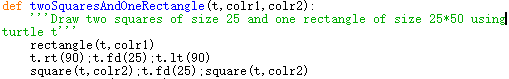 def twoSquaresAndOneRectangle(t,colr1,colr2):
'''Draw two squares of size 25 and one rectangle of size 25*50 using
turtle t'''
rectangle(t,colr1)
t.rt(90);t.fd(25);t.lt(90)
square(t,colr2);t.fd(25);square(t,colr2)